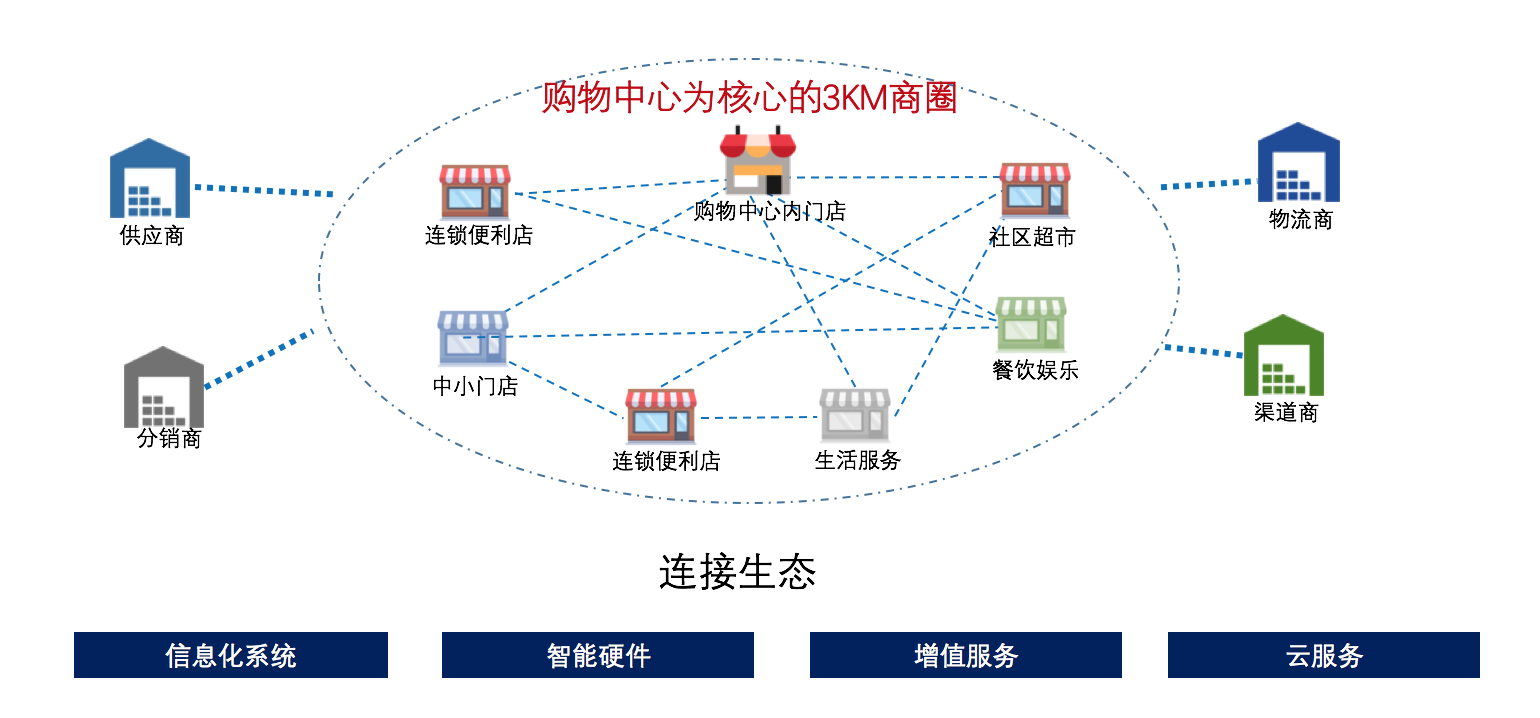 购物中心为核心的3KM商圈
供应商
连锁便利店
购物中心内门店
社区超市
物流商
分销商
中小门店
餐饮娱乐
渠道商
连锁便利店
生活服务
连接生态
信息化系统
智能硬件
增值服务
云服务